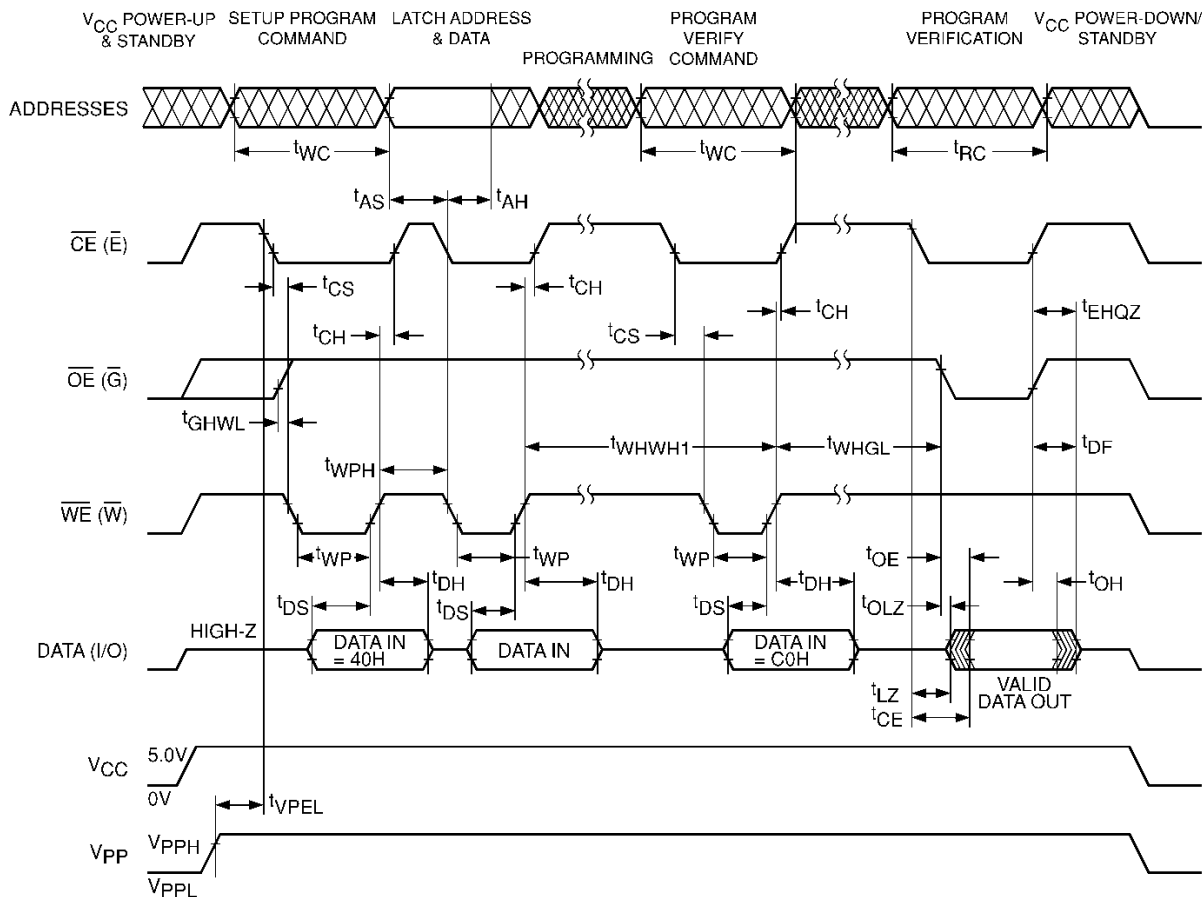 VCC POWER-UP
& STANDBY
SETUP PROGRAM
COMMAND
LATCH ADDRESS
& DATA
PROGRAMMING
PROGRAM
VERIFY
COMMAND
PROGRAM
VERIFICATION
VCC POWER-DOWN/
STANDBY
ADDRESSES
tWC
tWC
tRC
tAS
tAH
CE (E)
tCS
tCH
tCH
tCS
tCH
tEHQZ
OE (G)
tGHWL
tWPH
tWHWH1
tWHGL
tDF
WE (W)
tWP
tWP
tWP
tOE
tDH
tDH
tDH
tOH
tDS
tDS
tDS
tOLZ
DATA (I/O)
HIGH-Z
DATA IN
= 40H
DATA IN
DATA IN
= C0H
VALID
DATA OUT
tLZ
tCE
VCC
5.0V
0V
tVPEL
VPP
VPPH
VPPL